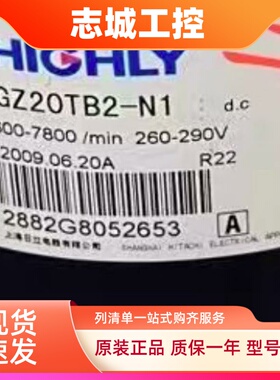 志城工控
HIGHLY
GZ20TB2-N1 : d.c
600-7800 /min 260-290V
2009.06.20A R22
2882G8052653 A
上海日立电器有限公司 SHANGHAI HITACHI ELECTRICAL APP
现货速发
列清单一站式购齐服务
原装正品 质保一年 型号